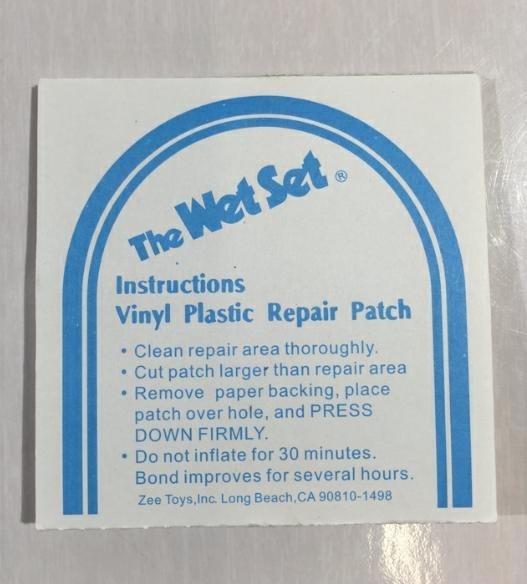 The Wet Set ®
Instructions
Vinyl Plastic Repair Patch
• Clean repair area thoroughly.
• Cut patch larger than repair area
• Remove paper backing, place
patch over hole, and PRESS
DOWN FIRMLY.
• Do not inflate for 30 minutes.
Bond improves for several hours.
Zee Toys,Inc. Long Beach,CA 90810-1498